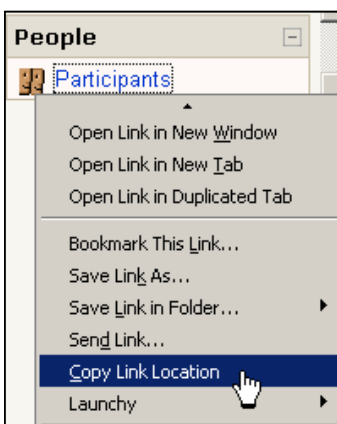 People
Participants
Open Link in New Window
Open Link in New Tab
Open Link in Duplicated Tab
Bookmark This Link...
Save Link As...
Save Link in Folder...
Send Link...
Copy Link Location
Launchy